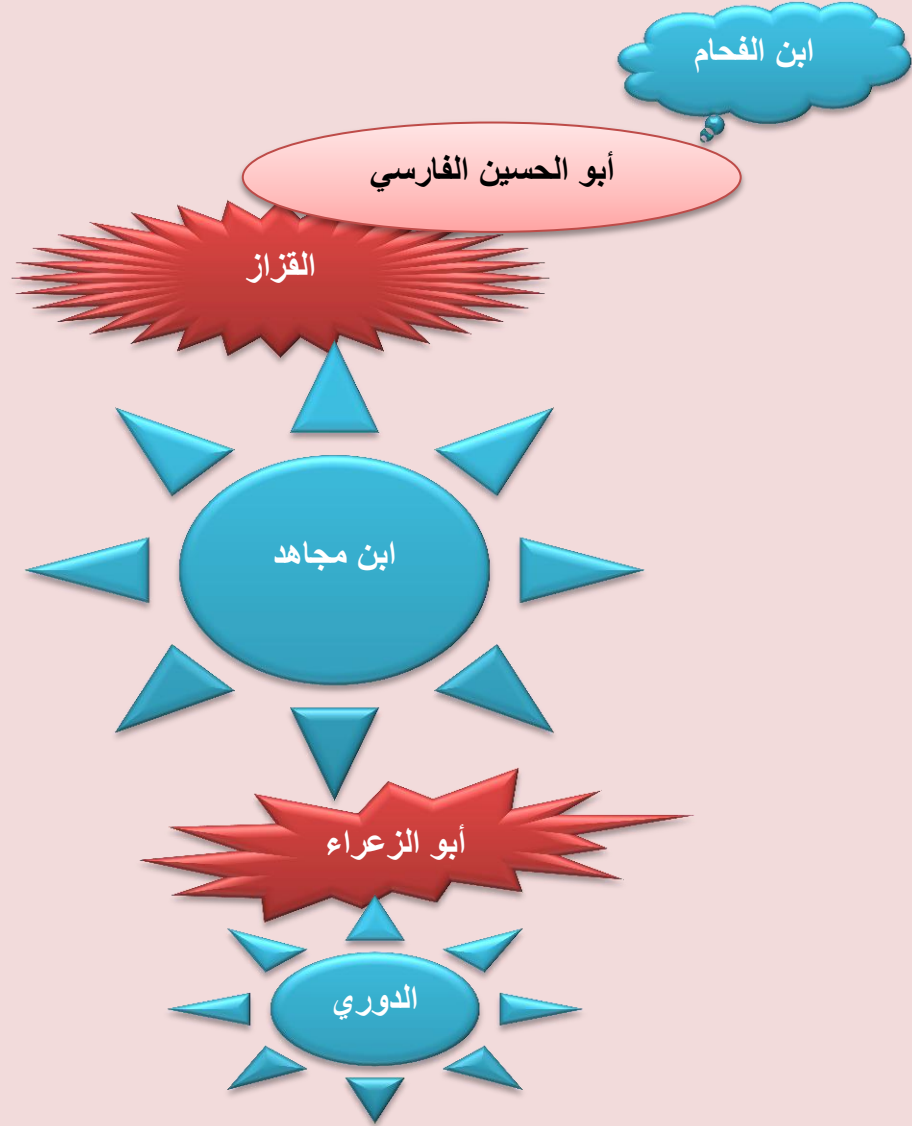 ابن الفحام
أبو الحسين الفارسي
القزاز
ابن مجاهد
أبو الزعراء
الدوري